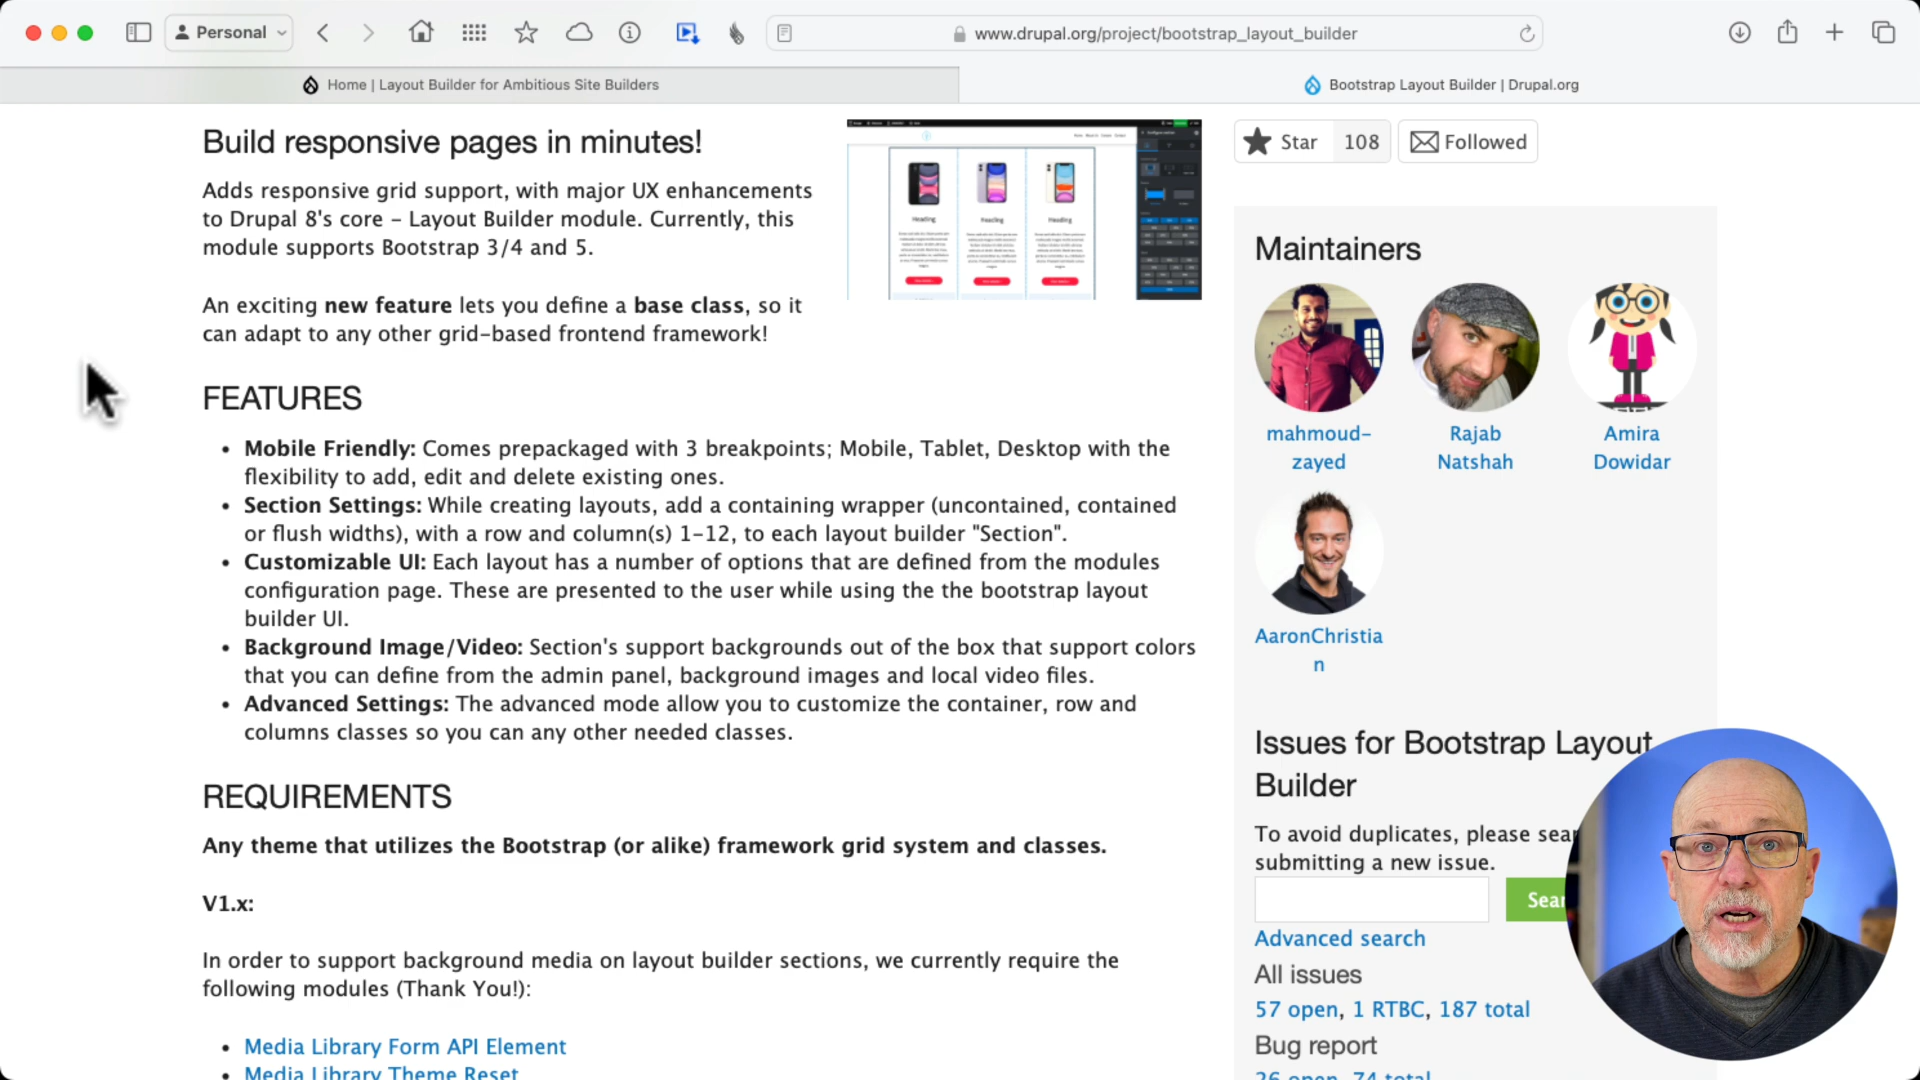 Personal
www.drupal.org/project/bootstrap_layout_builder
Home | Layout Builder for Ambitious Site Builders
Bootstrap Layout Builder | Drupal.org
Build responsive pages in minutes!
Adds responsive grid support, with major UX enhancements
to Drupal 8's core – Layout Builder module. Currently, this
module supports Bootstrap 3/4 and 5.
An exciting new feature lets you define a base class, so it
can adapt to any other grid-based frontend framework!
Heading
Heading
Heading
FEATURES
• Mobile Friendly: Comes prepackaged with 3 breakpoints; Mobile, Tablet, Desktop with the
flexibility to add, edit and delete existing ones.
• Section Settings: While creating layouts, add a containing wrapper (uncontained, contained
or flush widths), with a row and column(s) 1-12, to each layout builder "Section".
• Customizable UI: Each layout has a number of options that are defined from the modules
configuration page. These are presented to the user while using the the bootstrap layout
builder UI.
• Background Image/Video: Section's support backgrounds out of the box that support colors
that you can define from the admin panel, background images and local video files.
• Advanced Settings: The advanced mode allow you to customize the container, row and
columns classes so you can any other needed classes.
REQUIREMENTS
Any theme that utilizes the Bootstrap (or alike) framework grid system and classes.
V1.x:
In order to support background media on layout builder sections, we currently require the
following modules (Thank You!):
• Media Library Form API Element
• Media Library Theme Reset
Star 108
Followed
Maintainers
mahmoud-
zayed
Rajab
Natshah
Amira
Dowidar
AaronChristia
n
Issues for Bootstrap Layout
Builder
To avoid duplicates, please sear
submitting a new issue.
Sear
Advanced search
All issues
57 open, 1 RTBC, 187 total
Bug report
26 open, 74 total